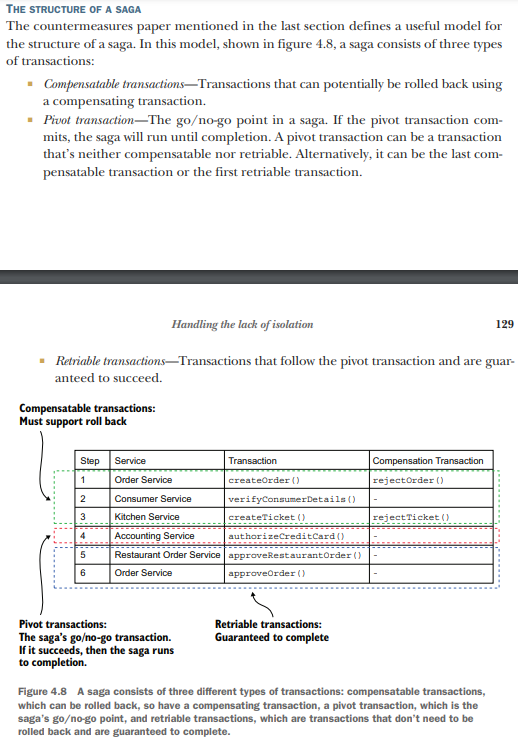 THE STRUCTURE OF A SAGA
The countermeasures paper mentioned in the last section defines a useful model for
the structure of a saga. In this model, shown in figure 4.8, a saga consists of three types
of transactions:
■ Compensatable transactions—Transactions that can potentially be rolled back using
a compensating transaction.
■ Pivot transaction—The go/no-go point in a saga. If the pivot transaction com-
mits, the saga will run until completion. A pivot transaction can be a transaction
that's neither compensatable nor retriable. Alternatively, it can be the last com-
pensatable transaction or the first retriable transaction.
Handling the lack of isolation 129
■ Retriable transactions—Transactions that follow the pivot transaction and are guar-
anteed to succeed.
Compensatable transactions:
Must support roll back
Step Service Transaction Compensation Transaction
1 Order Service createOrder() rejectOrder()
2 Consumer Service verifyConsumerDetails() -
3 Kitchen Service createTicket() rejectTicket()
4 Accounting Service authorizeCreditCard() -
5 Restaurant Order Service approveRestaurantOrder() -
6 Order Service approveOrder() -
Pivot transactions:
The saga's go/no-go transaction.
If it succeeds, then the saga runs
to completion.
Retriable transactions:
Guaranteed to complete
Figure 4.8 A saga consists of three different types of transactions: compensatable transactions,
which can be rolled back, so have a compensating transaction, a pivot transaction, which is the
saga's go/no-go point, and retriable transactions, which are transactions that don't need to be
rolled back and are guaranteed to complete.